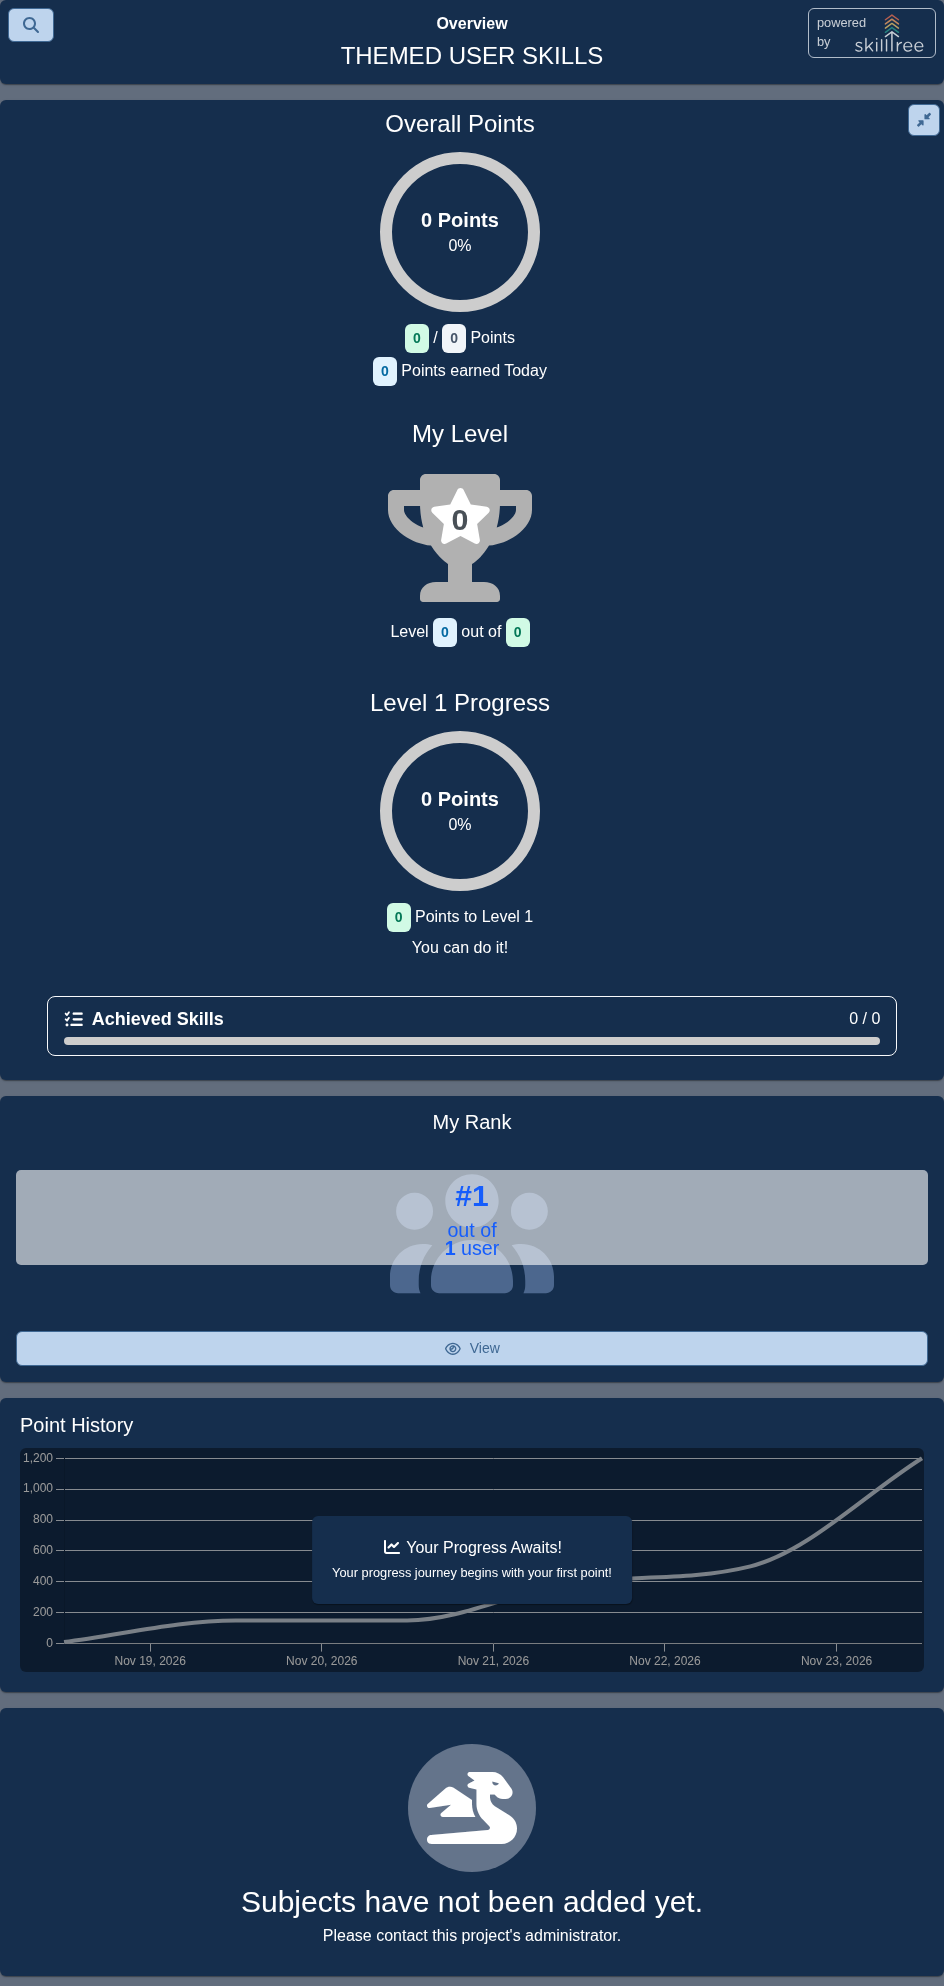 Overview
THEMED USER SKILLS
powered
by
skilltree
Overall Points
0 Points
0%
0 / 0 Points
0 Points earned Today
My Level
0
Level 0 out of 0
Level 1 Progress
0 Points
0%
0 Points to Level 1
You can do it!
Achieved Skills 0 / 0
My Rank
#1
out of
1 user
View
Point History
1,200
1,000
800
600
400
200
0
Your Progress Awaits!
Your progress journey begins with your first point!
Nov 19, 2026 Nov 20, 2026 Nov 21, 2026 Nov 22, 2026 Nov 23, 2026
Subjects have not been added yet.
Please contact this project's administrator.